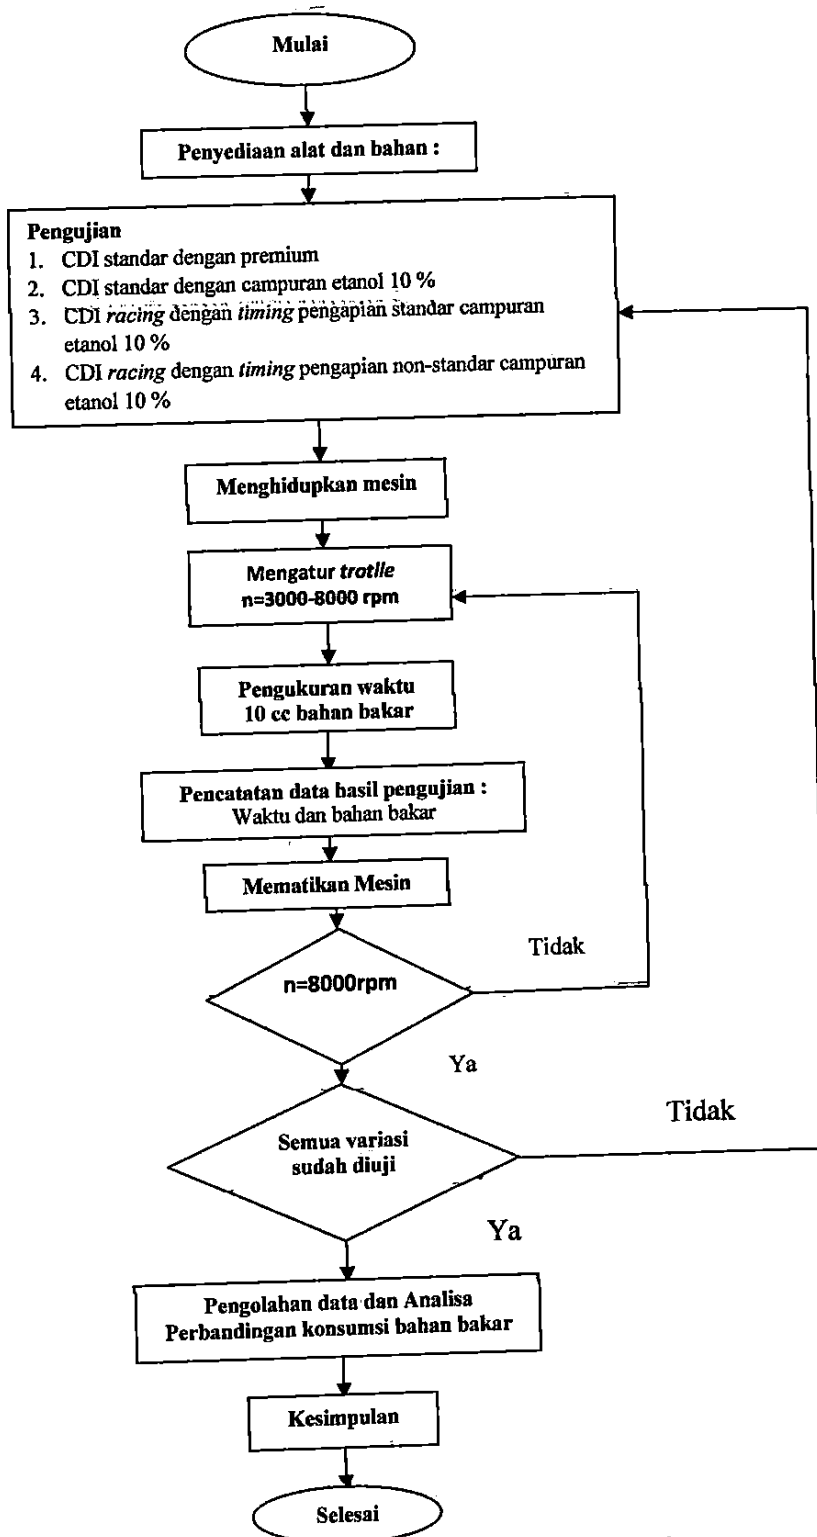 Mulai
Penyediaan alat dan bahan :
Pengujian
1. CDI standar dengan premium
2. CDI standar dengan campuran etanol 10 %
3. CDI racing dengan timing pengapian standar campuran
etanol 10 %
4. CDI racing dengan timing pengapian non-standar campuran
etanol 10 %
Menghidupkan mesin
Mengatur trotlle
n=3000-8000 rpm
Pengukuran waktu
10 cc bahan bakar
Pencatatan data hasil pengujian :
Waktu dan bahan bakar
Mematikan Mesin
n=8000rpm
Tidak
Ya
Semua variasi
sudah diuji
Tidak
Ya
Pengolahan data dan Analisa
Perbandingan konsumsi bahan bakar
Kesimpulan
Selesai